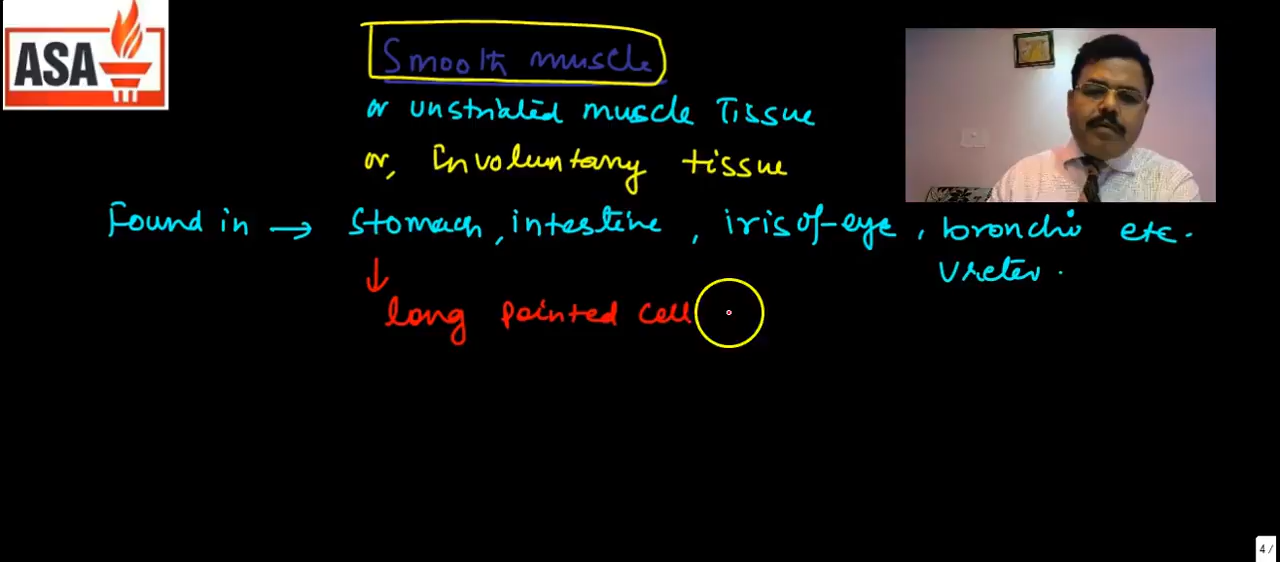 ASA
Smooth muscle
or unstriated muscle Tissue
or, Involuntary tissue
Found in → stomach, intestine, iris of-eye, bronchi etc.
Ureter.
↓
long pointed cell
4/